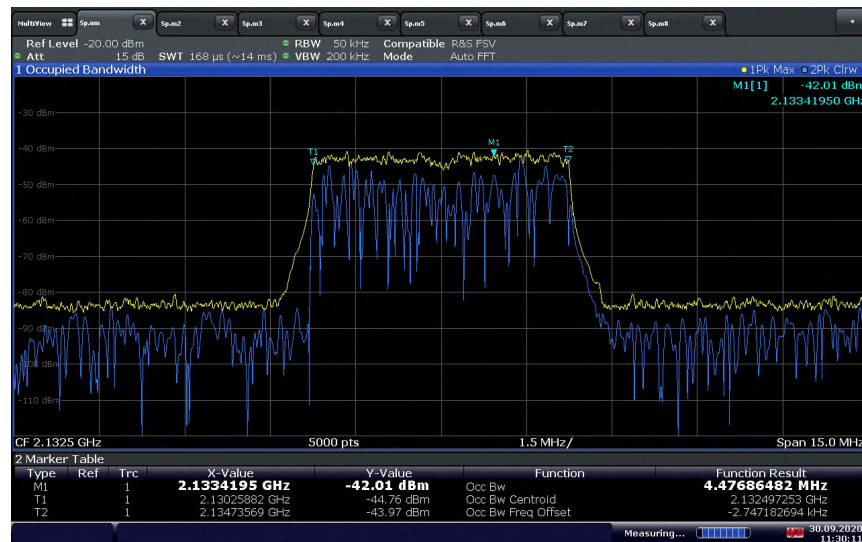 MultiView Sp.um X Sp.m2 X Sp.m3 X Sp.m4 X Sp.m5 X Sp.m6 X Sp.m7 X Sp.m8 X
Ref Level -20.00 dBm RBW 50 kHz Compatible R&S FSV
Att 15 dB SWT 168 µs (~14 ms) VBW 200 kHz Mode Auto FFT
1 Occupied Bandwidth 1Pk Max 2Pk Clrw
M1[1] -42.01 dBm
2.13341950 GHz
-30 dBm
-40 dBm
T1 M1 T2
-50 dBm
-60 dBm
-70 dBm
-80 dBm
-90 dBm
-100 dBm
-110 dBm
CF 2.1325 GHz 5000 pts 1.5 MHz/ Span 15.0 MHz
2 Marker Table
Type Ref Trc X-Value Y-Value Function Function Result
M1 1 2.1334195 GHz -42.01 dBm Occ Bw 4.47686482 MHz
T1 1 2.13025882 GHz -44.76 dBm Occ Bw Centroid 2.132497253 GHz
T2 1 2.13473569 GHz -43.97 dBm Occ Bw Freq Offset -2.747182694 kHz
Measuring... 30.09.2020
11:30:11